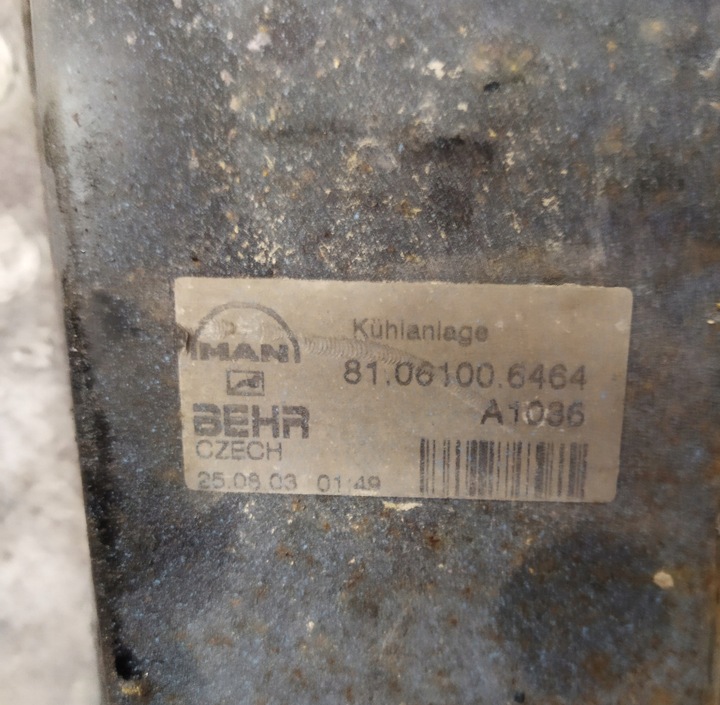 MAN
Kühlanlage
81.06100.6464
A1036
BEHR
CZECH
25.08.03 01:49